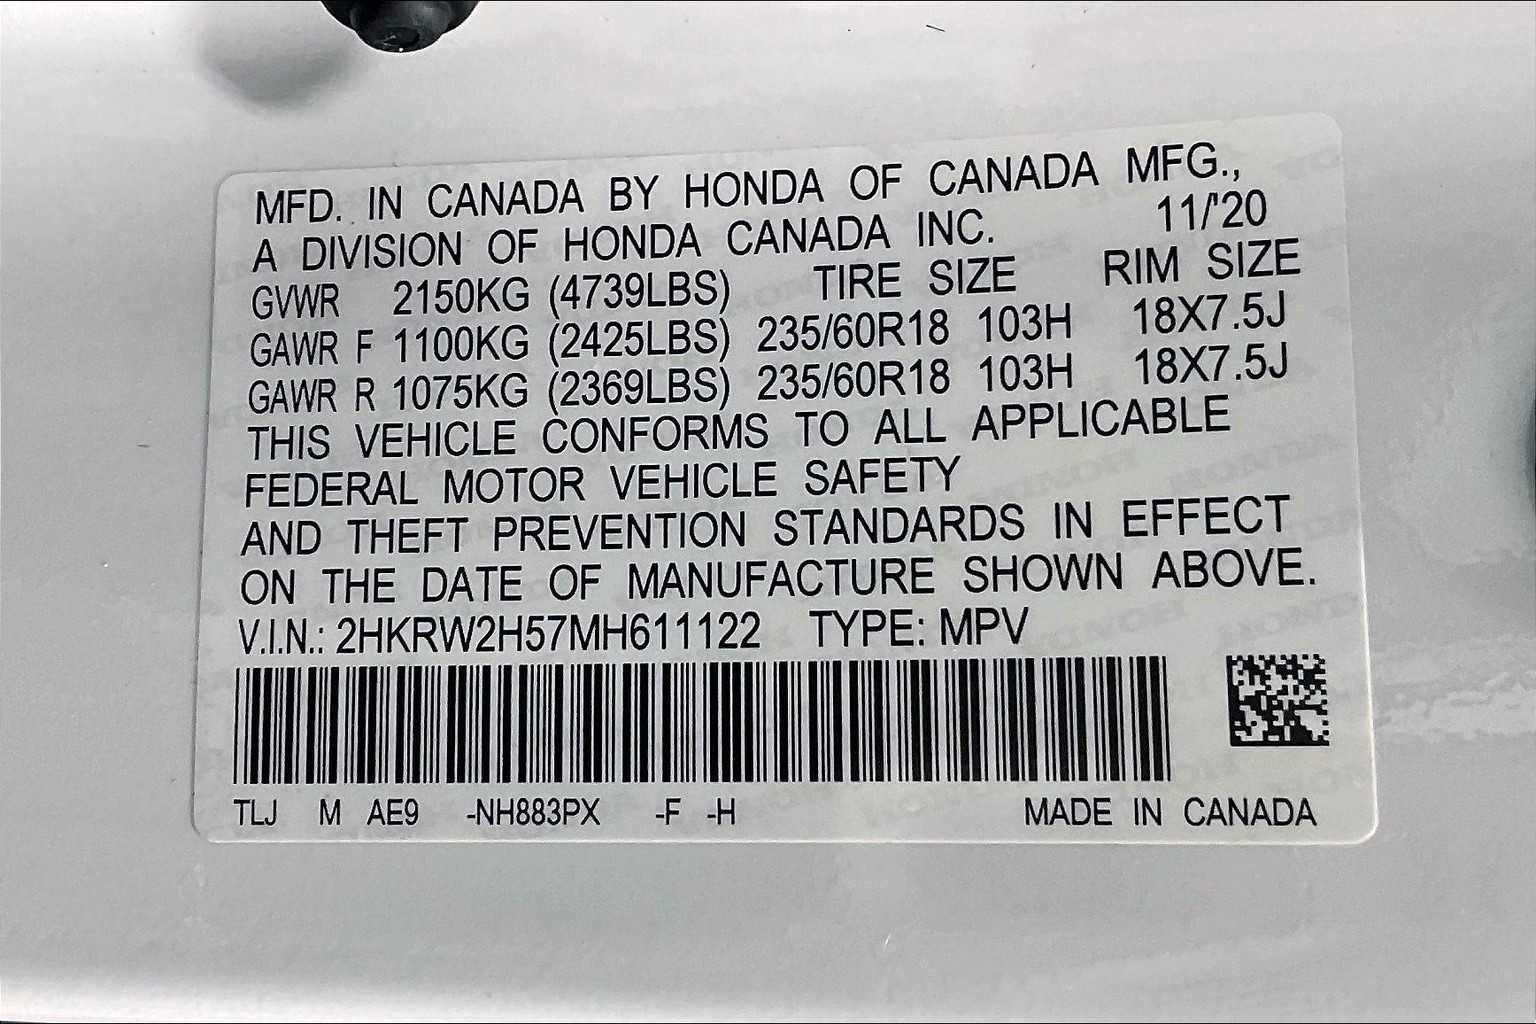 MFD. IN CANADA BY HONDA OF CANADA MFG.,
A DIVISION OF HONDA CANADA INC. 11/'20
GVWR 2150KG (4739LBS) TIRE SIZE RIM SIZE
GAWR F 1100KG (2425LBS) 235/60R18 103H 18X7.5J
GAWR R 1075KG (2369LBS) 235/60R18 103H 18X7.5J
THIS VEHICLE CONFORMS TO ALL APPLICABLE
FEDERAL MOTOR VEHICLE SAFETY
AND THEFT PREVENTION STANDARDS IN EFFECT
ON THE DATE OF MANUFACTURE SHOWN ABOVE.
V.I.N.: 2HKRW2H57MH611122 TYPE: MPV
TLJ M AE9 -NH883PX -F -H MADE IN CANADA